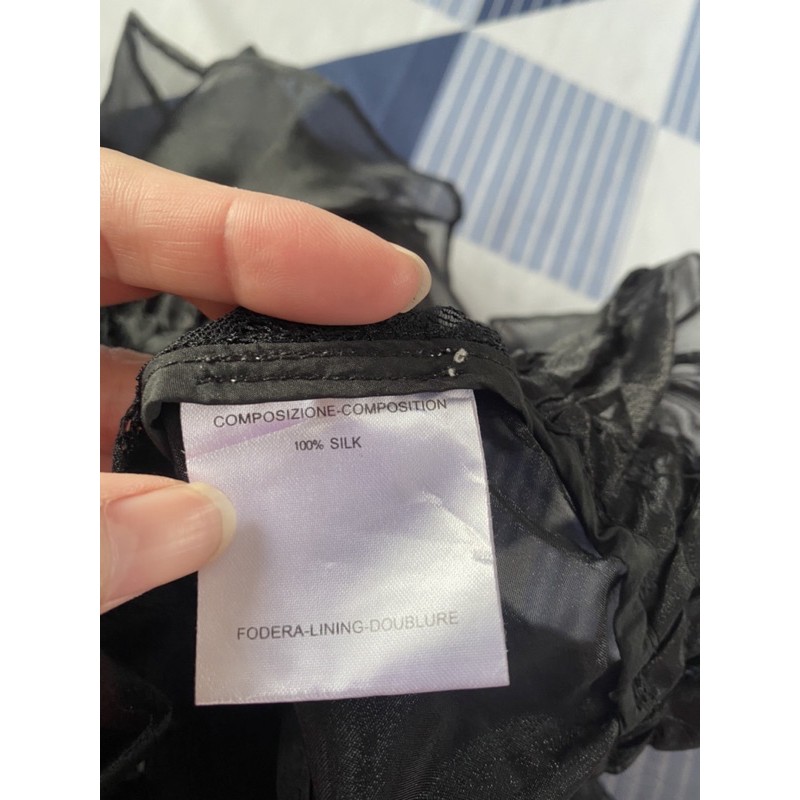 COMPOSIZIONE-COMPOSITION
100% SILK
FODERA-LINING-DOUBLURE